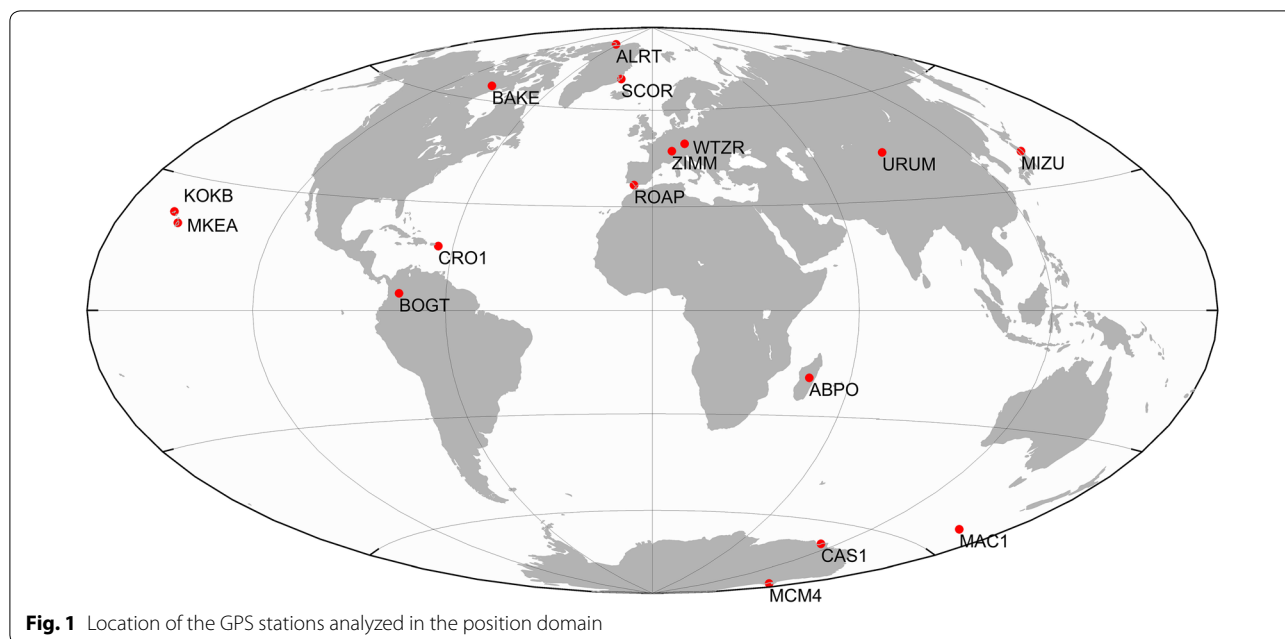 ALRT
SCOR
BAKE
WTZR
ZIMM
URUM
MIZU
ROAP
KOKB
MKEA
CRO1
BOGT
ABPO
MAC1
CAS1
MCM4
Fig. 1 Location of the GPS stations analyzed in the position domain